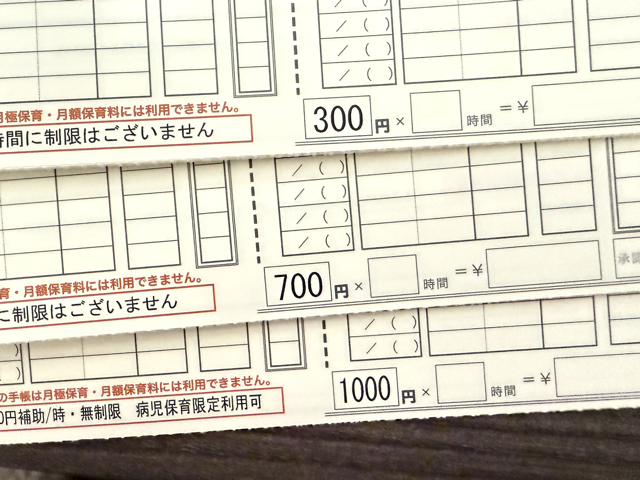 ／（　）
／（　）
／（　）
／（　）
月極保育・月額保育料には利用できません。
時間に制限はございません
300円×　時間＝¥
／（　）
／（　）
／（　）
／（　）
育・月額保育料には利用できません。
に制限はございません
700円×　時間＝¥
承認
／（　）
／（　）
の手帳は月極保育・月額保育料には利用できません。
0円補助/時・無制限　病児保育限定利用可
1000円×　時間＝¥